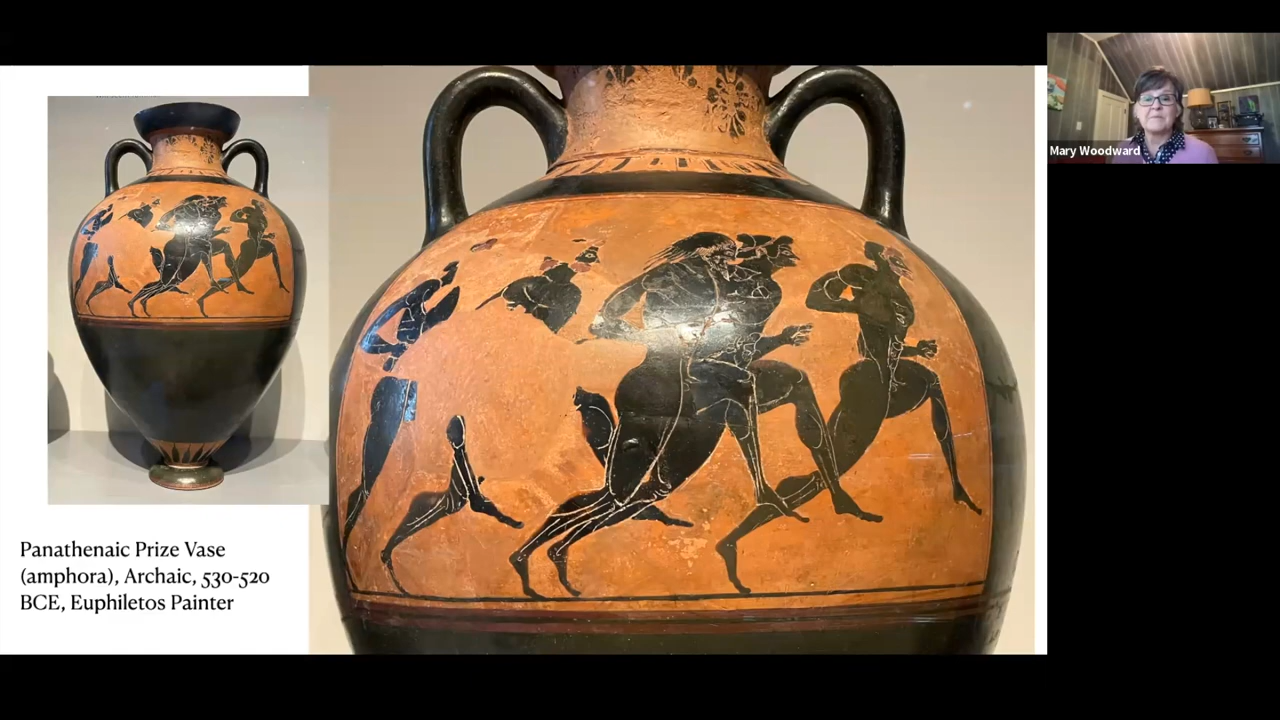 Panathenaic Prize Vase
(amphora), Archaic, 530-520
BCE, Euphiletos Painter
Mary Woodward